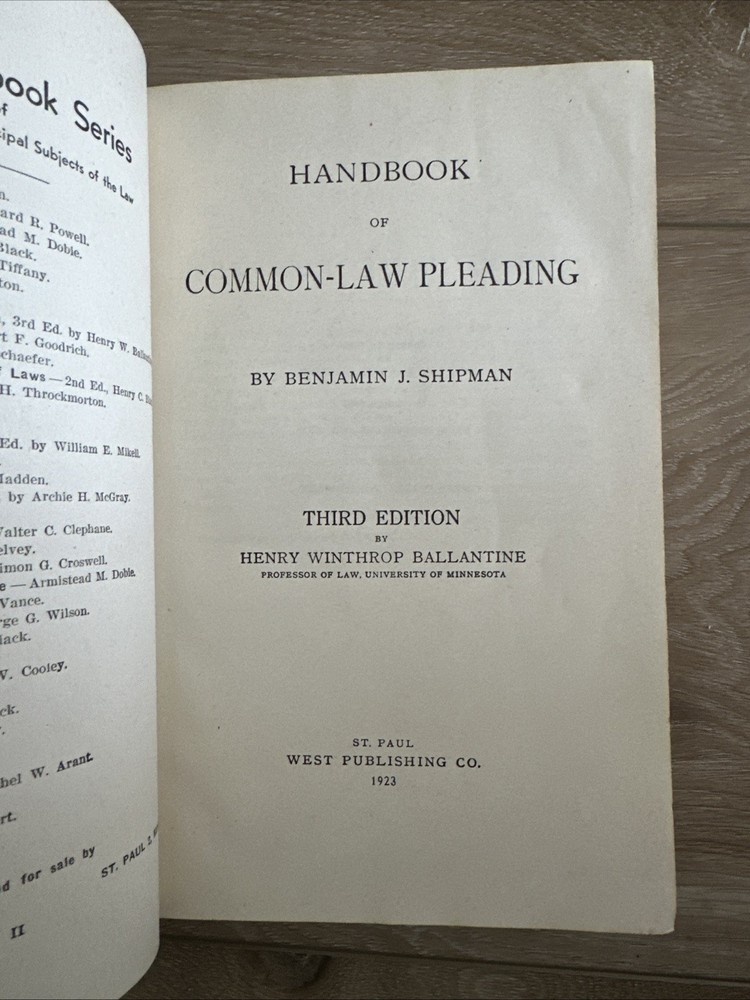 ook Series
of
cipal Subjects of the Law
n.
ard R. Powell.
ad M. Dobie.
Black.
Tiffany.
ton.
, 3rd Ed. by Henry W.
t F. Goodrich.
chaefer.
f Laws — 2nd Ed., Henry C.
H. Throckmorton.
Ed. by William E. Mikell.
Madden.
by Archie H. McGray.
Walter C. Clephane.
elvey.
imon G. Croswell.
e — Armistead M. Dobie.
Vance.
rge G. Wilson.
lack.
V. Cooley.
ck.
hel W. Arant.
rt.
d for sale by
ST. PAUL 2,
II
HANDBOOK
OF
COMMON-LAW PLEADING
BY BENJAMIN J. SHIPMAN
THIRD EDITION
BY
HENRY WINTHROP BALLANTINE
PROFESSOR OF LAW, UNIVERSITY OF MINNESOTA
ST. PAUL
WEST PUBLISHING CO.
1923